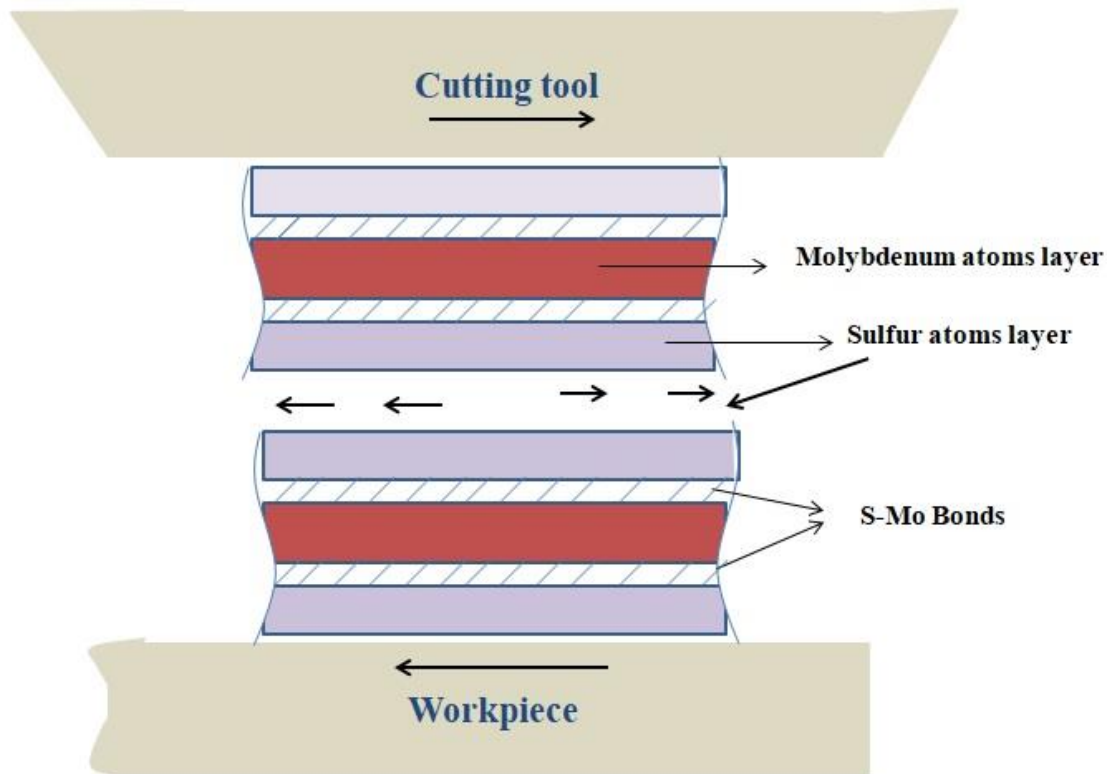 Cutting tool
Molybdenum atoms layer
Sulfur atoms layer
S-Mo Bonds
Workpiece